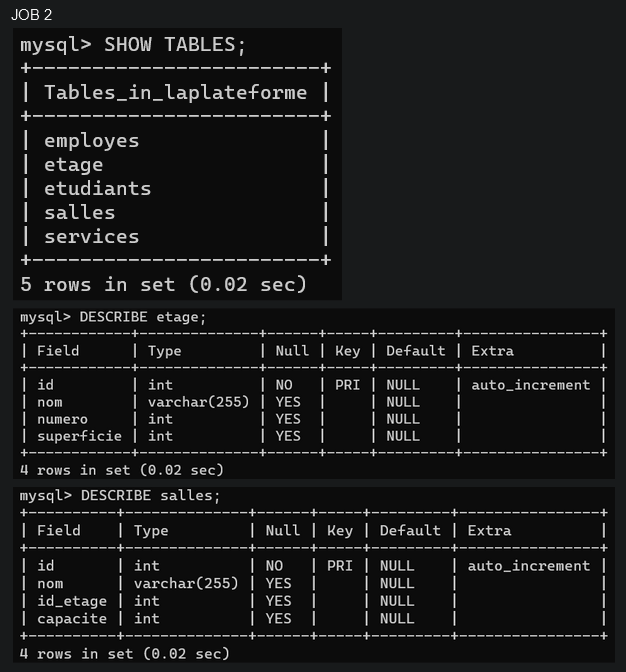 JOB 2
mysql> SHOW TABLES;
+-----------------------+
| Tables_in_laplateforme |
+-----------------------+
| employes |
| etage |
| etudiants |
| salles |
| services |
+-----------------------+
5 rows in set (0.02 sec)
mysql> DESCRIBE etage;
+------------+--------------+------+-----+---------+----------------+
| Field | Type | Null | Key | Default | Extra |
+------------+--------------+------+-----+---------+----------------+
| id | int | NO | PRI | NULL | auto_increment |
| nom | varchar(255) | YES | | NULL | |
| numero | int | YES | | NULL | |
| superficie | int | YES | | NULL | |
+------------+--------------+------+-----+---------+----------------+
4 rows in set (0.02 sec)
mysql> DESCRIBE salles;
+----------+--------------+------+-----+---------+----------------+
| Field | Type | Null | Key | Default | Extra |
+----------+--------------+------+-----+---------+----------------+
| id | int | NO | PRI | NULL | auto_increment |
| nom | varchar(255) | YES | | NULL | |
| id_etage | int | YES | | NULL | |
| capacite | int | YES | | NULL | |
+----------+--------------+------+-----+---------+----------------+
4 rows in set (0.02 sec)